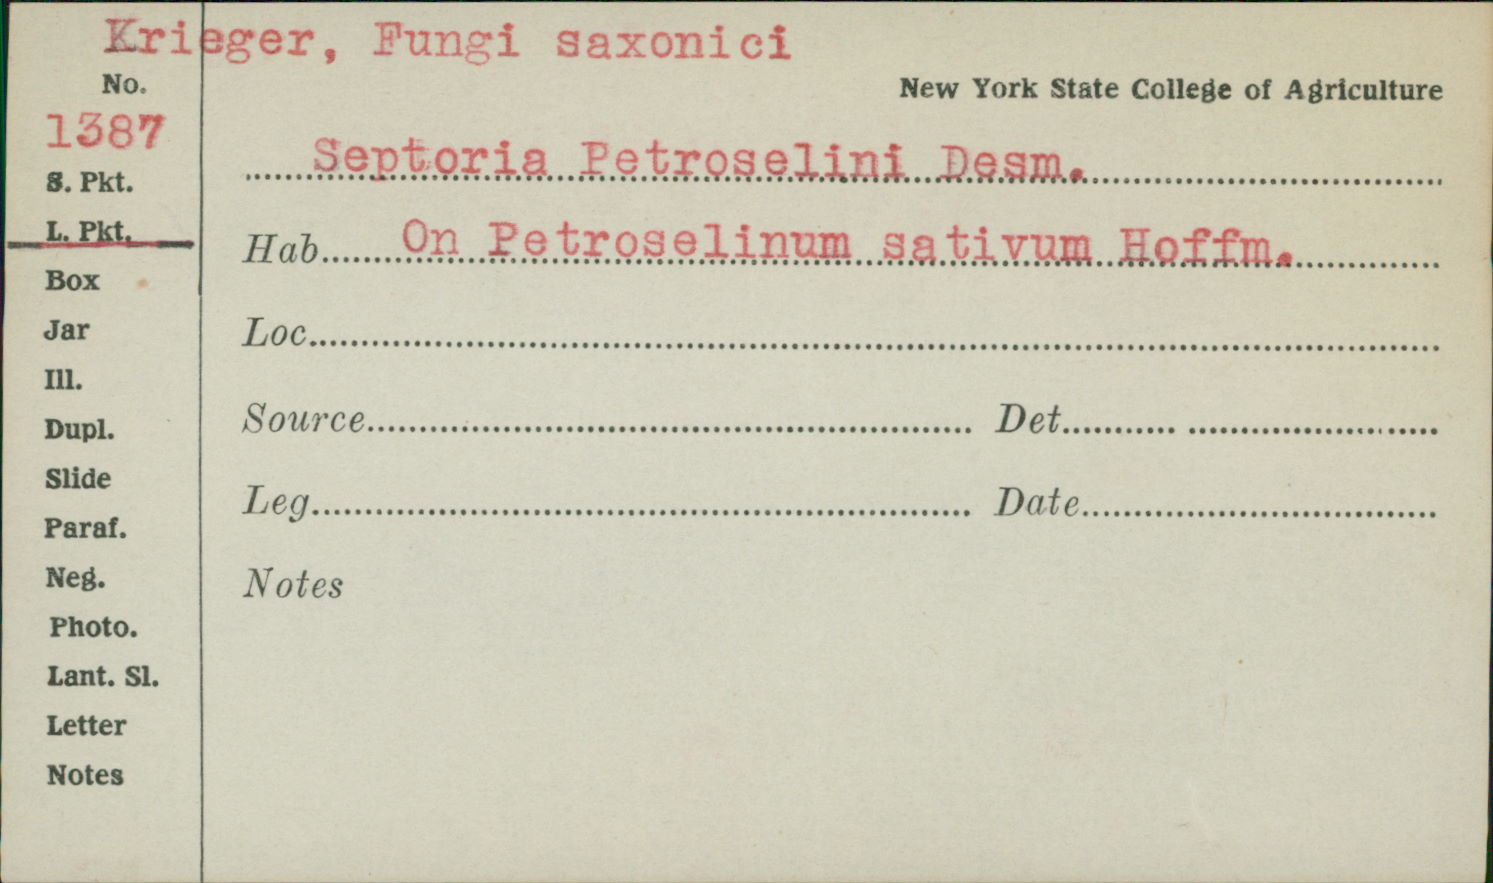 Krieger, Fungi saxonici
No.
New York State College of Agriculture
1387
Septoria Petroselini Desm.
S. Pkt.
L. Pkt.
Hab. On Petroselinum sativum Hoffm.
Box
Jar
Loc.
Ill.
Dupl.
Source Det.
Slide
Leg. Date
Paraf.
Neg.
Notes
Photo.
Lant. Sl.
Letter
Notes